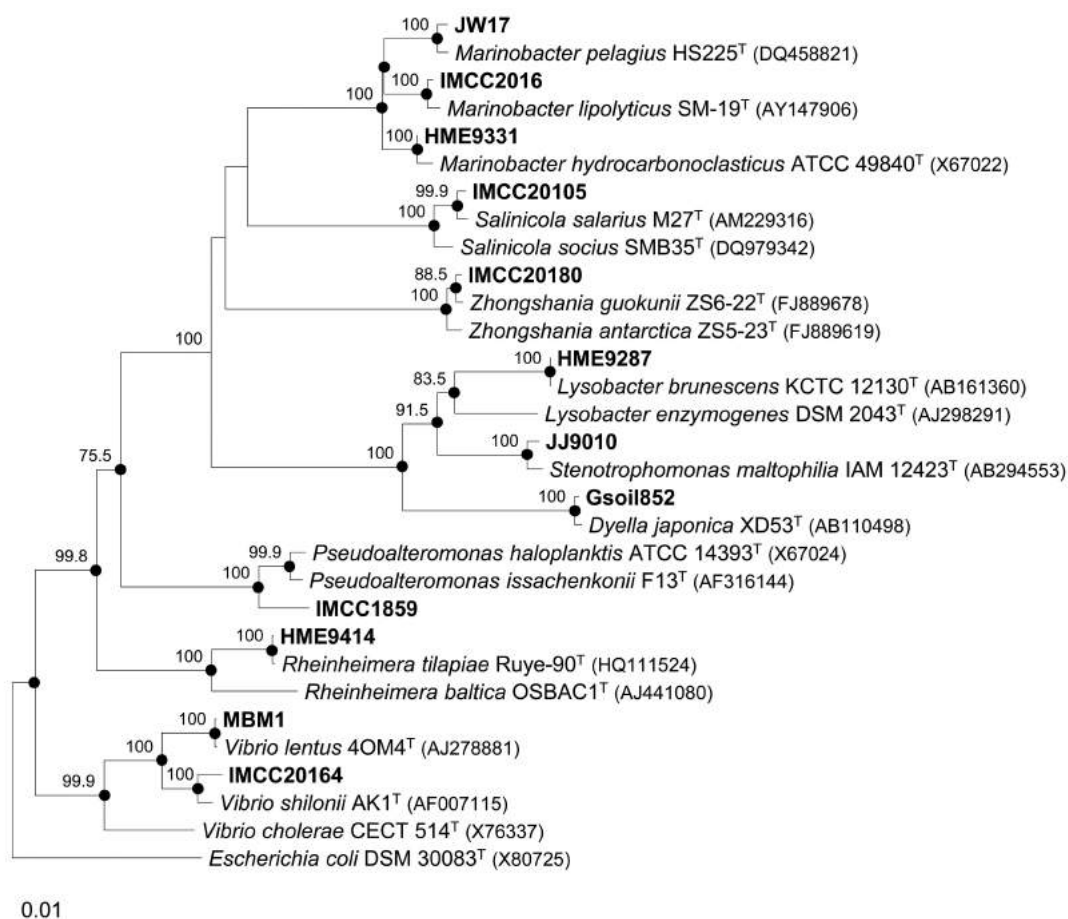 100 JW17
Marinobacter pelagius HS225ᵀ (DQ458821)
100 IMCC2016
100 Marinobacter lipolyticus SM-19ᵀ (AY147906)
100 HME9331
Marinobacter hydrocarbonoclasticus ATCC 49840ᵀ (X67022)
99.9 IMCC20105
100 Salinicola salarius M27ᵀ (AM229316)
Salinicola socius SMB35ᵀ (DQ979342)
88.5 IMCC20180
100 Zhongshania guokunii ZS6-22ᵀ (FJ889678)
Zhongshania antarctica ZS5-23ᵀ (FJ889619)
100
100 HME9287
83.5 Lysobacter brunescens KCTC 12130ᵀ (AB161360)
91.5 Lysobacter enzymogenes DSM 2043ᵀ (AJ298291)
100 JJ9010
75.5 100 Stenotrophomonas maltophilia IAM 12423ᵀ (AB294553)
100 Gsoil852
Dyella japonica XD53ᵀ (AB110498)
99.8 99.9 Pseudoalteromonas haloplanktis ATCC 14393ᵀ (X67024)
100 Pseudoalteromonas issachenkonii F13ᵀ (AF316144)
IMCC1859
100 HME9414
100 Rheinheimera tilapiae Ruye-90ᵀ (HQ111524)
Rheinheimera baltica OSBAC1ᵀ (AJ441080)
100 MBM1
100 Vibrio lentus 4OM4ᵀ (AJ278881)
99.9 100 IMCC20164
Vibrio shilonii AK1ᵀ (AF007115)
Vibrio cholerae CECT 514ᵀ (X76337)
Escherichia coli DSM 30083ᵀ (X80725)
0.01